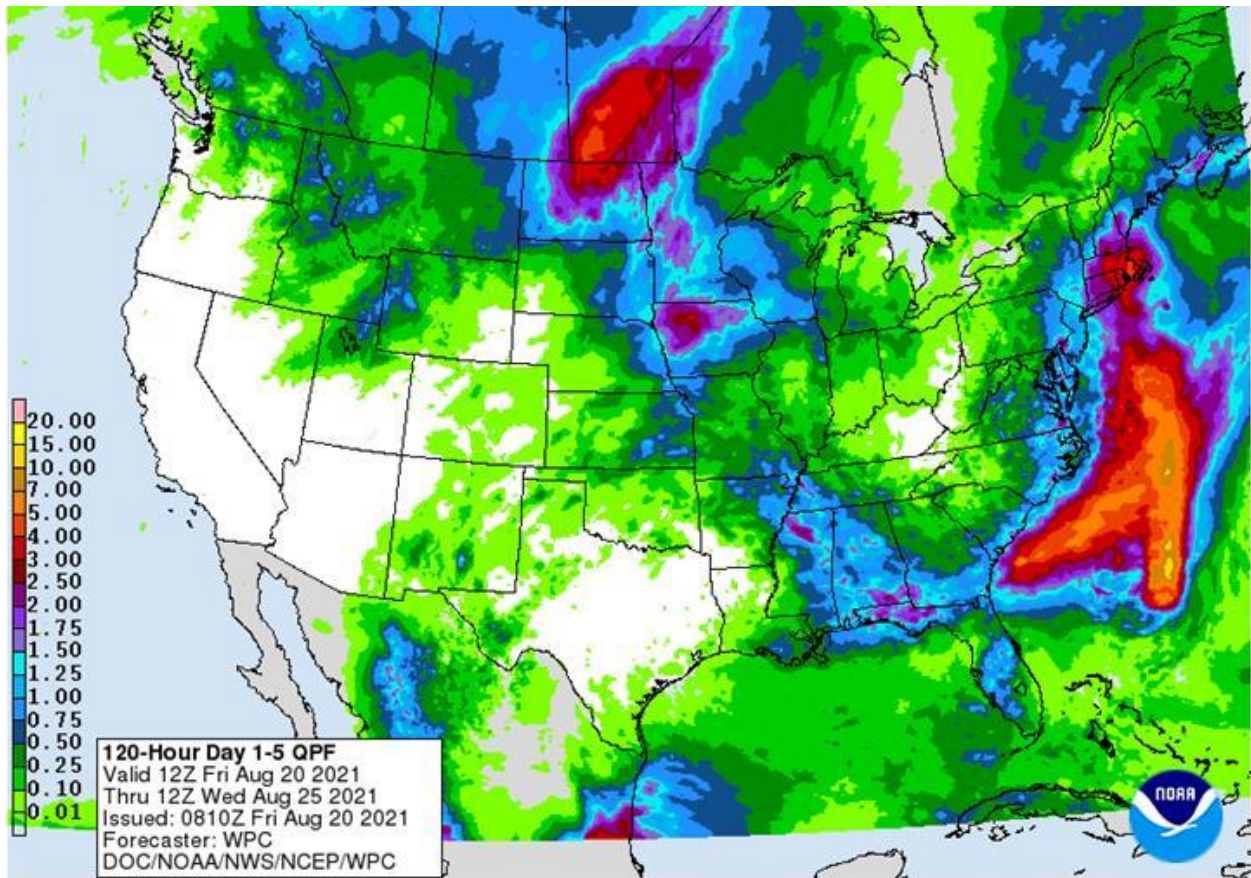 20.00
15.00
10.00
7.00
5.00
4.00
3.00
2.50
2.00
1.75
1.50
1.25
1.00
0.75
0.50
0.25
0.10
0.01
120-Hour Day 1-5 QPF
Valid 12Z Fri Aug 20 2021
Thru 12Z Wed Aug 25 2021
Issued: 0810Z Fri Aug 20 2021
Forecaster: WPC
DOC/NOAA/NWS/NCEP/WPC
NOAA